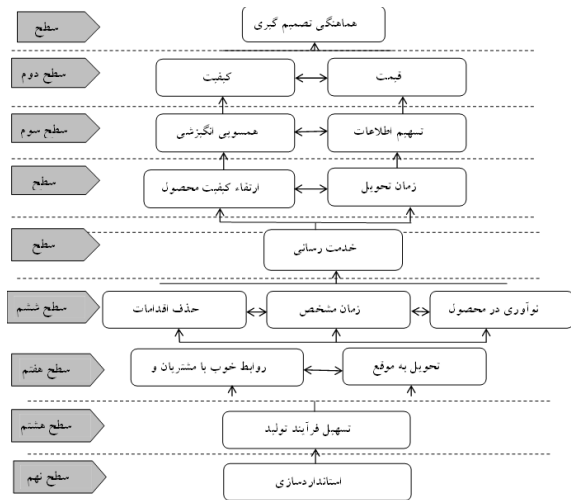 سطح
هماهنگی تصمیم گیری
سطح دوم
قیمت
کیفیت
سطح سوم
تسهیم اطلاعات
همسویی انگیزشی
سطح
زمان تحویل
ارتقاء کیفیت محصول
سطح
خدمت رسانی
سطح ششم
نوآوری در محصول
زمان مشخص
حذف اقدامات
سطح هفتم
تحویل به موقع
روابط خوب با مشتریان و
سطح هشتم
تسهیل فرآیند تولید
سطح نهم
استانداردسازی